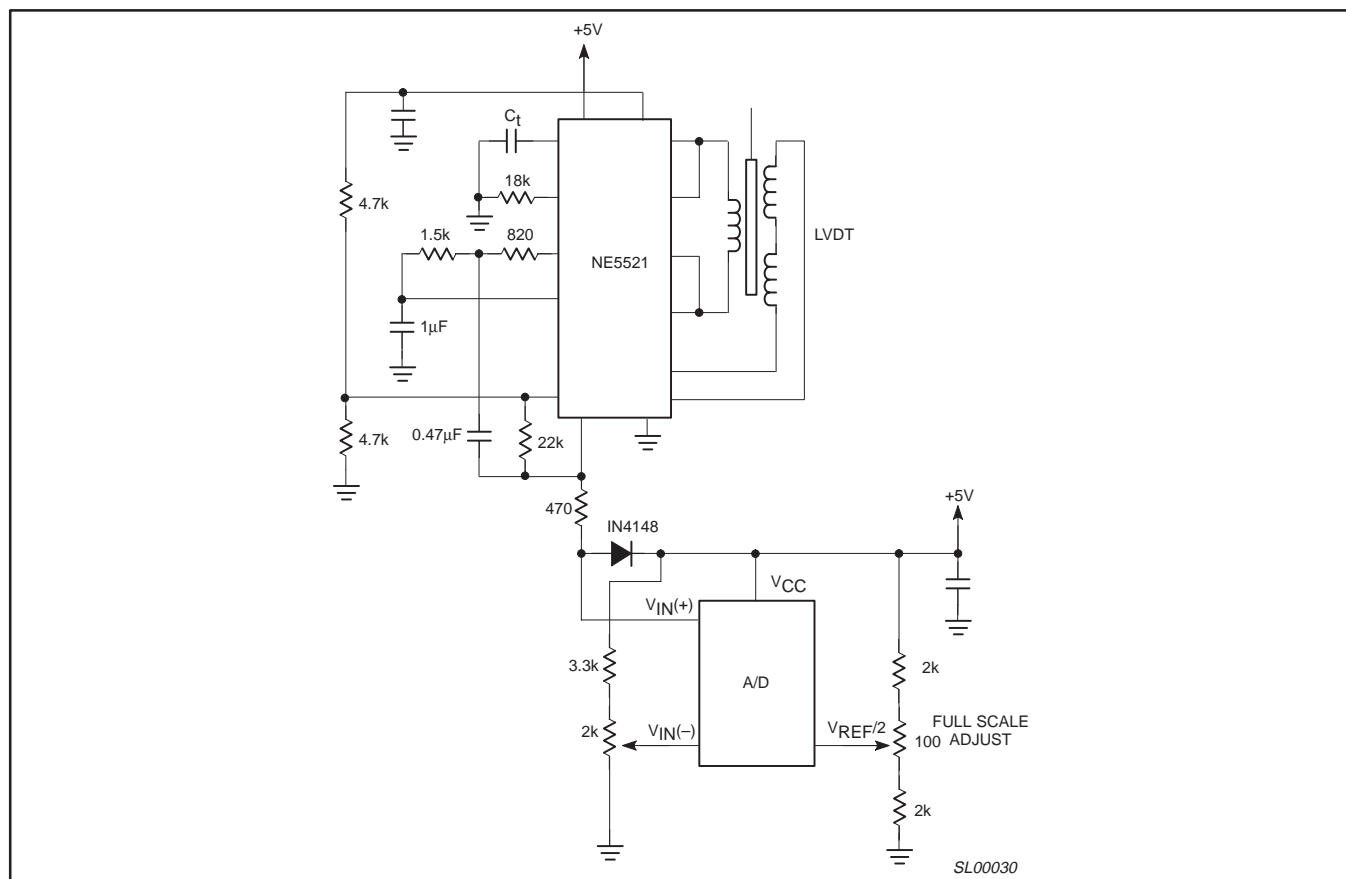 +5V
Ct
18k
4.7k
1.5k
820
LVDT
NE5521
1µF
4.7k
0.47µF
22k
470
+5V
IN4148
VCC
VIN(+)
3.3k
2k
A/D
2k
VIN(–)
VREF/2
100
FULL SCALE
ADJUST
2k
SL00030